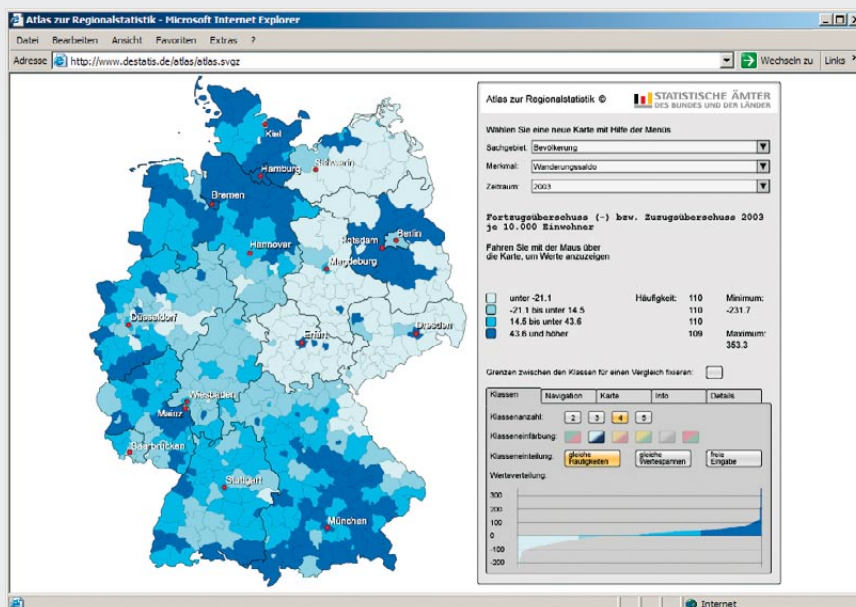 Atlas zur Regionalstatistik - Microsoft Internet Explorer
Datei Bearbeiten Ansicht Favoriten Extras ?
Adresse http://www.destatis.de/atlas/atlas.svgz Wechseln zu Links »
Kiel
Hamburg
Schwerin
Bremen
Hannover
Potsdam
Berlin
Magdeburg
Düsseldorf
Erfurt
Dresden
Wiesbaden
Mainz
Saarbrücken
Stuttgart
München
Atlas zur Regionalstatistik © STATISTISCHE ÄMTER
DES BUNDES UND DER LÄNDER
Wählen Sie eine neue Karte mit Hilfe der Menüs
Sachgebiet: Bevölkerung
Merkmal: Wanderungssaldo
Zeitraum: 2003
Fortzugsüberschuss (-) bzw. Zuzugsüberschuss 2003
je 10.000 Einwohner
Fahren Sie mit der Maus über
die Karte, um Werte anzuzeigen
unter -21.1 Häufigkeit: 110 Minimum:
-21.1 bis unter 14.5 110 -231.7
14.5 bis unter 43.6 110
43.6 und höher 109 Maximum:
353.3
Grenzen zwischen den Klassen für einen Vergleich fixieren:
Klassen Navigation Karte Info Details
Klassenanzahl: 2 3 4 5
Klasseneinfärbung:
Klasseneinteilung: gleiche Häufigkeiten gleiche Wertespannen freie Eingabe
Werteverteilung:
300
200
100
0
-100
-200
Internet